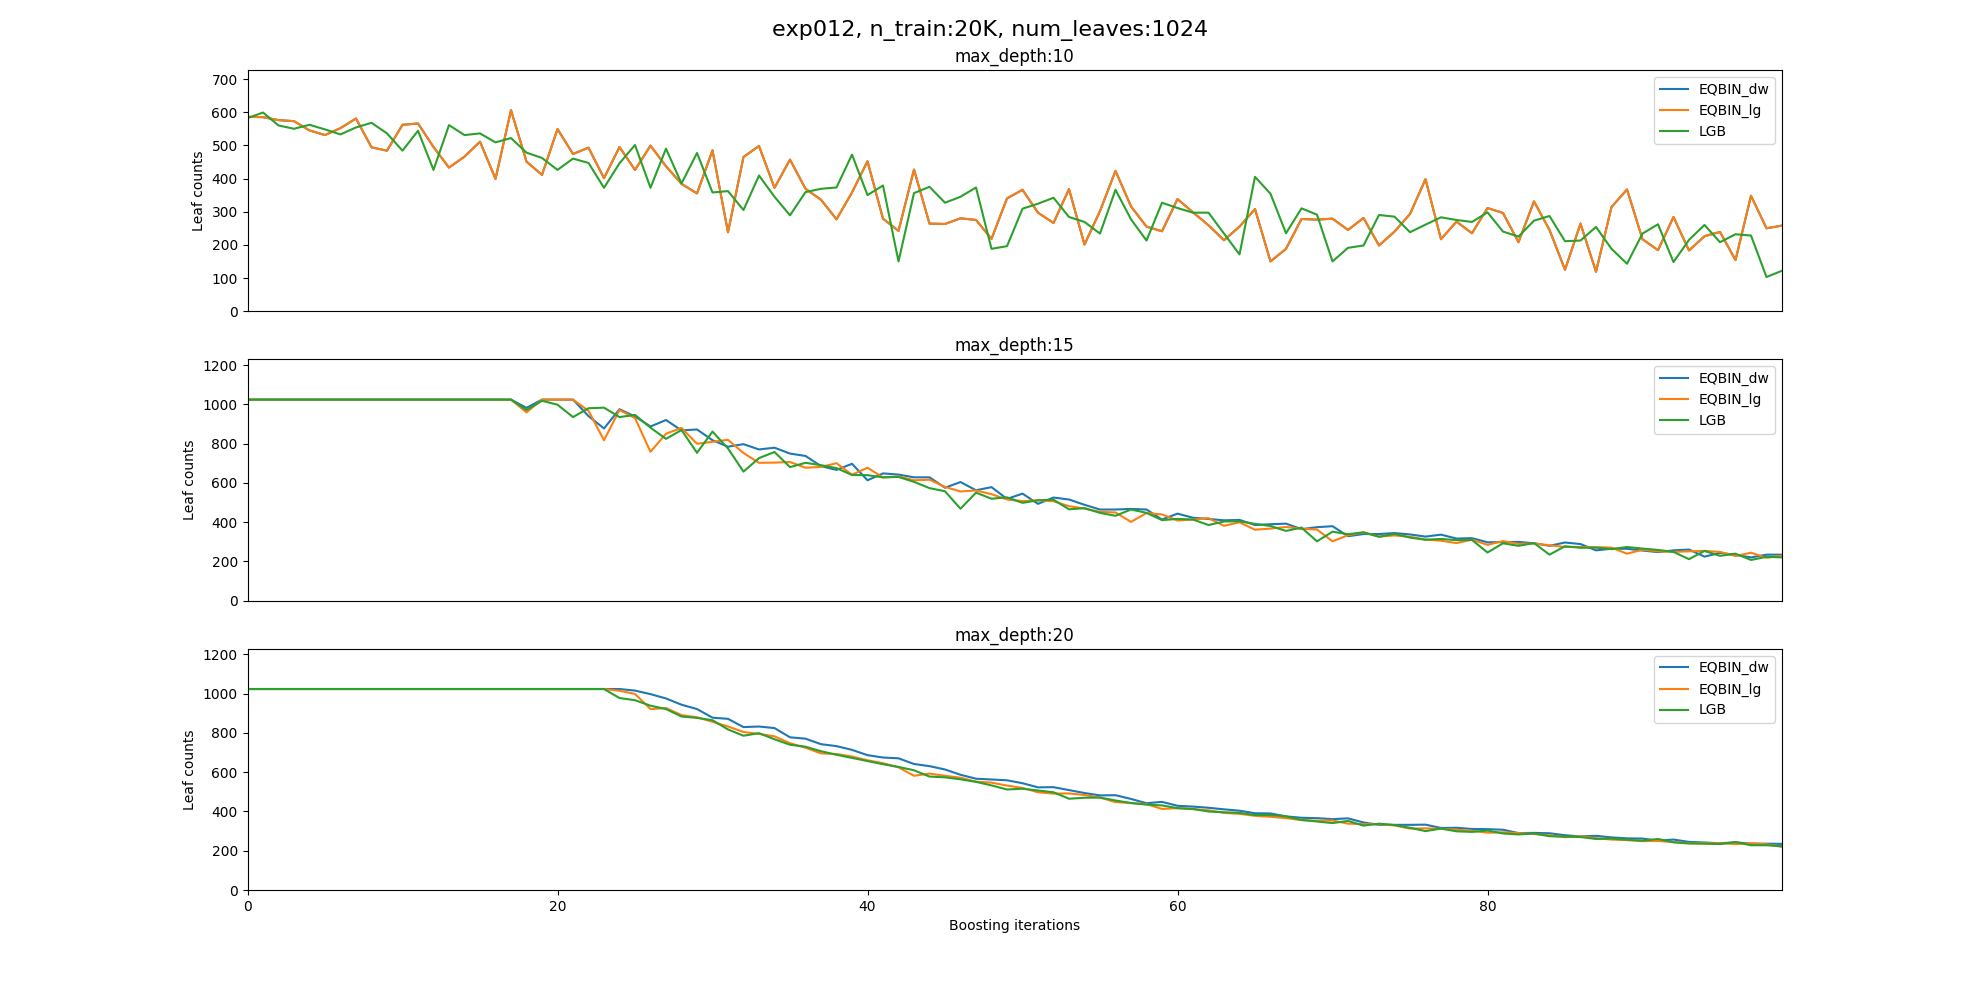 exp012, n_train:20K, num_leaves:1024
max_depth:10
700
600
500
400
300
200
100
0
Leaf counts
EQBIN_dw
EQBIN_lg
LGB
max_depth:15
1200
1000
800
600
400
200
0
Leaf counts
EQBIN_dw
EQBIN_lg
LGB
max_depth:20
1200
1000
800
600
400
200
0
Leaf counts
EQBIN_dw
EQBIN_lg
LGB
0 20 40 60 80
Boosting iterations